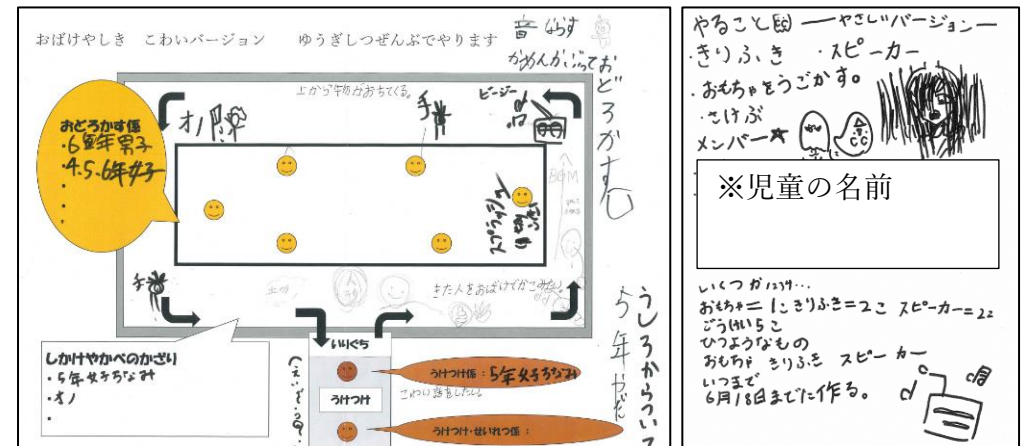 おばけやしき こわいバージョン ゆうぎしつぜんぶでやります
音ならす
かめんかぶっておどろかす
上から物がおちてくる。
手
ビージー
オノ
おどろかす係
・6年男子
・4.5.6年女子
BGM
スプラッシュ
手
きた人をおばけでかこみたい
うしろからついて
しかけやかべのかざり
・5年女子ちなみ
・オノ
いりぐち
うけつけ係:5年女子ちなみ
こわい話をしたい。
うけつけ
うけつけ・せいれつ係:
やること
やさしいバージョン
・きりふき ・スピーカー
・おもちゃをうごかす。
・さけぶ
メンバー★
※児童の名前
いくつか
おもちゃ=1こきりふき=2こ スピーカー=2こ
ごうけい5こ
ひつようなもの
おもちゃ きりふき スピーカー
いつまで
6月18日までに作る。